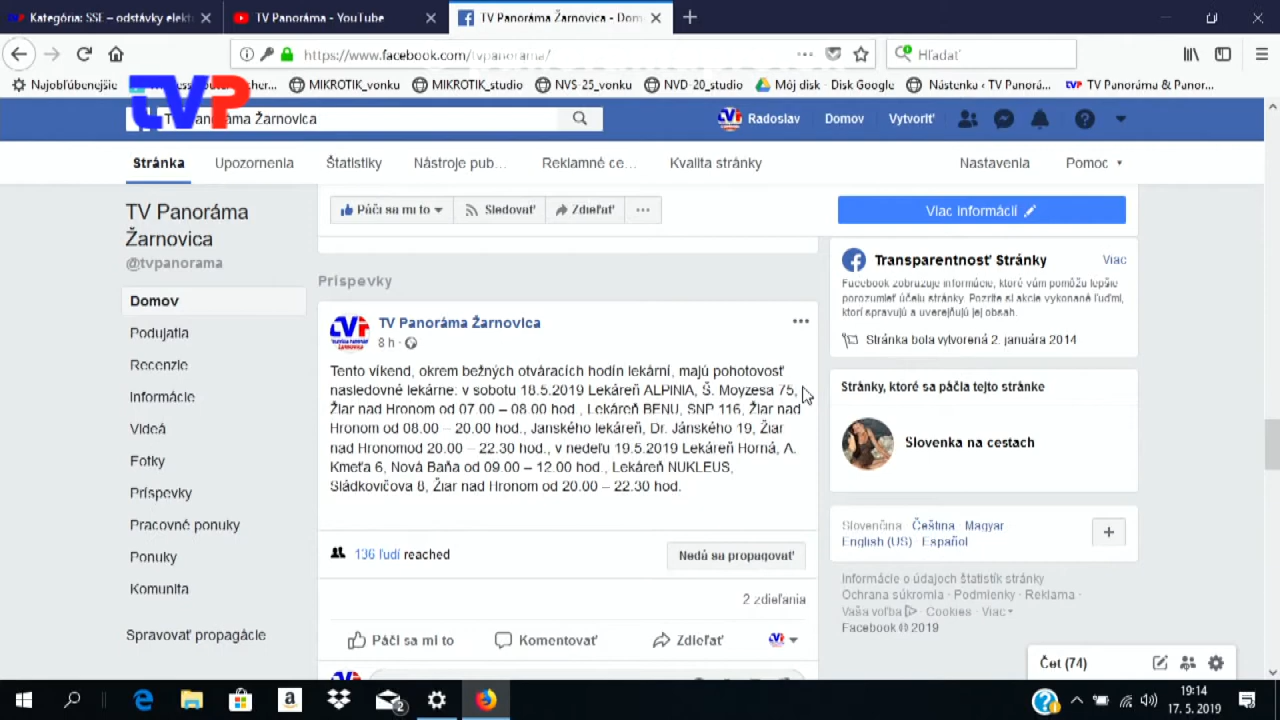 Kategória: SSE – odstávky elekt
TV Panoráma - YouTube
TV Panoráma Žarnovica - Dom
https://www.facebook.com/tvpanorama/
Hľadať
Najobľúbenejšie
MIKROTIK_vonku
MIKROTIK_studio
NVS-25_vonku
NVD-20_studio
Môj disk - Disk Google
Nástenka ‹ TV Panorá...
TV Panoráma & Panor...
TVP
TV Panoráma Žarnovica
Radoslav
Domov
Vytvoriť
Stránka
Upozornenia
Štatistiky
Nástroje pub...
Reklamné ce...
Kvalita stránky
Nastavenia
Pomoc
TV Panoráma
Žarnovica
@tvpanorama
Domov
Podujatia
Recenzie
Informácie
Videá
Fotky
Príspevky
Pracovné ponuky
Ponuky
Komunita
Spravovať propagácie
Páči sa mi to
Sledovať
Zdieľať
...
Viac informácií
Príspevky
TV Panoráma Žarnovica
8 h
Tento víkend, okrem bežných otváracích hodín lekární, majú pohotovosť
nasledovné lekárne: v sobotu 18.5.2019 Lekáreň ALPINIA, Š. Moyzesa 75,
Žiar nad Hronom od 07.00 – 08.00 hod., Lekáreň BENU, SNP 116, Žiar nad
Hronom od 08.00 – 20.00 hod., Janského lekáreň, Dr. Jánského 19, Žiar
nad Hronomod 20.00 – 22.30 hod., v nedeľu 19.5.2019 Lekáreň Horná, A.
Kmeťa 6, Nová Baňa od 09.00 – 12.00 hod., Lekáreň NUKLEUS,
Sládkovičova 8, Žiar nad Hronom od 20.00 – 22.30 hod.
136 ľudí reached
Nedá sa propagovať
2 zdieľania
Páči sa mi to
Komentovať
Zdieľať
Transparentnosť Stránky
Viac
Facebook zobrazuje informácie, ktoré vám pomôžu lepšie
porozumieť účelu stránky. Pozrite si akcie vykonané ľuďmi,
ktorí spravujú a uverejňujú jej obsah.
Stránka bola vytvorená 2. januára 2014
Stránky, ktoré sa páčia tejto stránke
Slovenka na cestach
Slovenčina · Čeština · Magyar
English (US) · Español
Informácie o údajoch štatistík stránky
Ochrana súkromia · Podmienky · Reklama ·
Vaša voľba · Cookies · Viac
Facebook © 2019
Čet (74)
2
19:14
17. 5. 2019